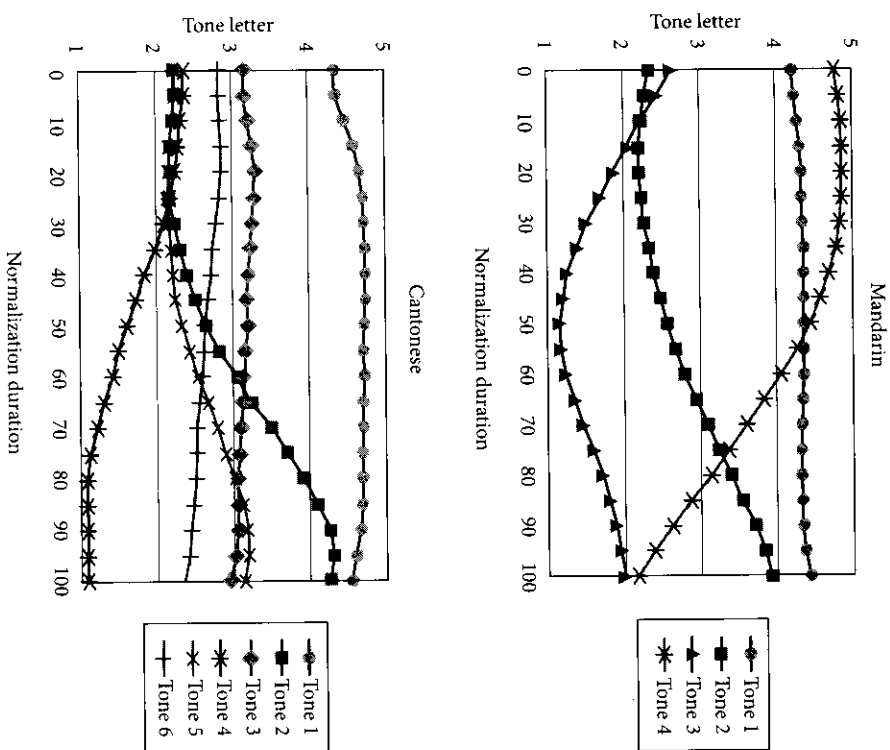 Mandarin
Tone letter
5
4
3
2
1
0 10 20 30 40 50 60 70 80 90 100
Normalization duration
Tone 1
Tone 2
Tone 3
Tone 4
Cantonese
Tone letter
5
4
3
2
1
0 10 20 30 40 50 60 70 80 90 100
Normalization duration
Tone 1
Tone 2
Tone 3
Tone 4
Tone 5
Tone 6